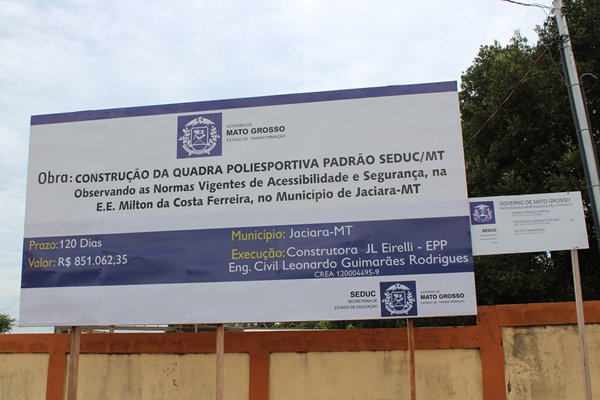 GOVERNO DE
MATO GROSSO
ESTADO DE TRANSFORMAÇÃO
Obra: CONSTRUÇÃO DA QUADRA POLIESPORTIVA PADRÃO SEDUC/MT
Observando as Normas Vigentes de Acessibilidade e Segurança, na
E.E. Milton da Costa Ferreira, no Município de Jaciara-MT
Prazo: 120 Dias
Valor: R$ 851.062,35
Município: Jaciara-MT
Execução: Construtora JL Eirelli - EPP
Eng. Civil Leonardo Guimarães Rodrigues
CREA 120004495-9
SEDUC
SECRETARIA DE
ESTADO DE EDUCAÇÃO
GOVERNO DE
MATO GROSSO
ESTADO DE TRANSFORMAÇÃO
GOVERNO DE MATO GROSSO
SEDUC